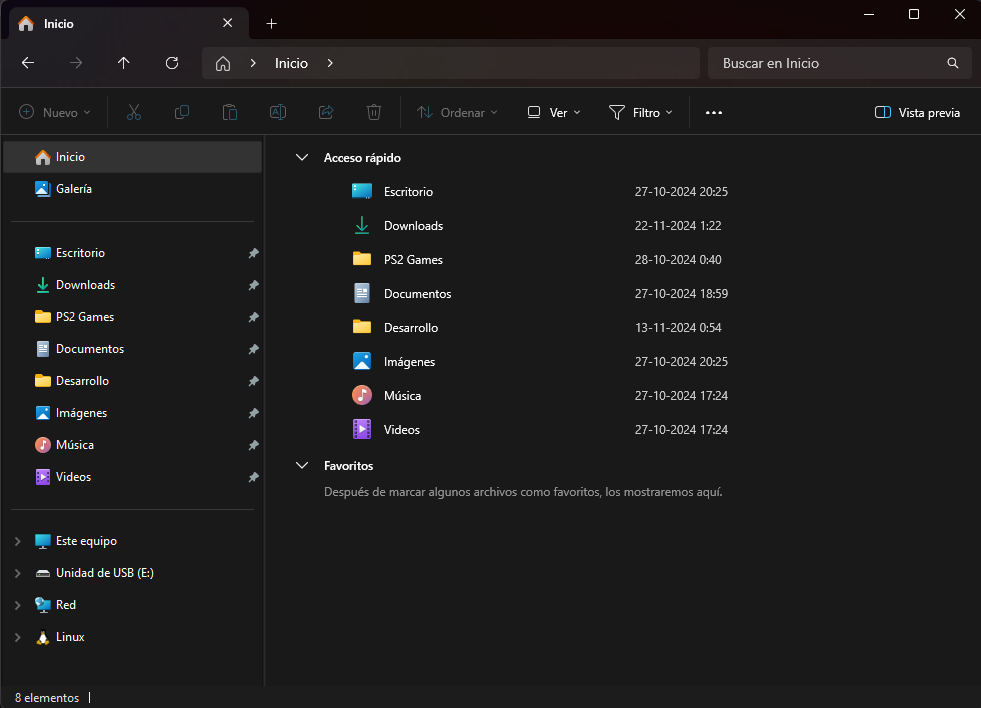 Inicio
Inicio
Buscar en Inicio
Nuevo
Ordenar
Ver
Filtro
Vista previa
Inicio
Galería
Escritorio
Downloads
PS2 Games
Documentos
Desarrollo
Imágenes
Música
Videos
Este equipo
Unidad de USB (E:)
Red
Linux
Acceso rápido
Escritorio 27-10-2024 20:25
Downloads 22-11-2024 1:22
PS2 Games 28-10-2024 0:40
Documentos 27-10-2024 18:59
Desarrollo 13-11-2024 0:54
Imágenes 27-10-2024 20:25
Música 27-10-2024 17:24
Videos 27-10-2024 17:24
Favoritos
Después de marcar algunos archivos como favoritos, los mostraremos aquí.
8 elementos